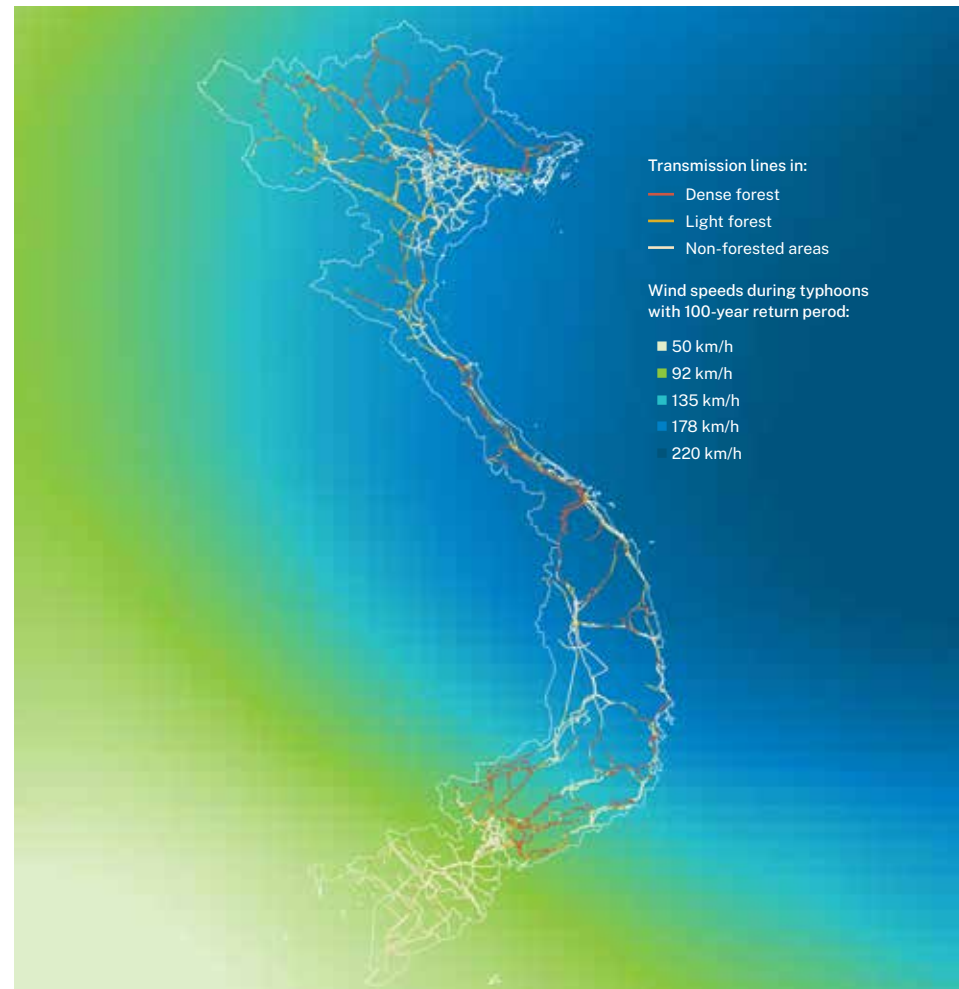 Transmission lines in:
Dense forest
Light forest
Non-forested areas
Wind speeds during typhoons
with 100-year return perod:
50 km/h
92 km/h
135 km/h
178 km/h
220 km/h